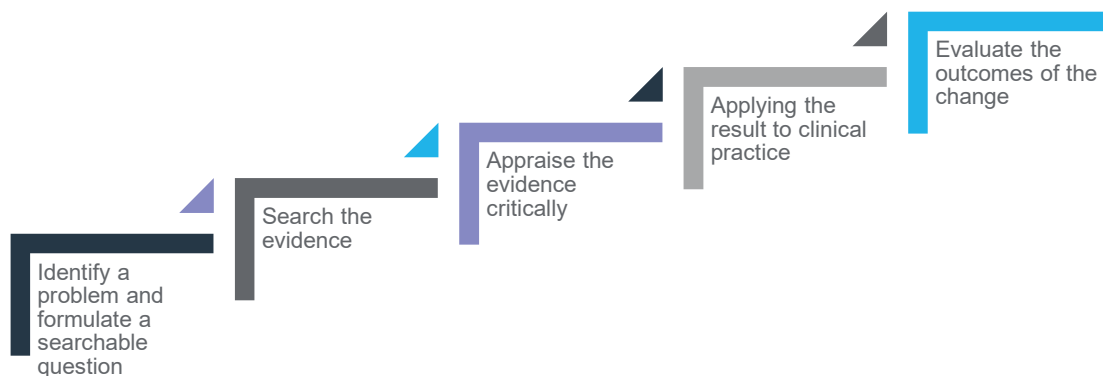 Identify a
problem and
formulate a
searchable
question
Search the
evidence
Appraise the
evidence
critically
Applying the
result to clinical
practice
Evaluate the
outcomes of the
change